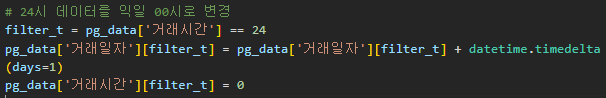 # 24시 데이터를 익일 00시로 변경
filter_t = pg_data['거래시간'] == 24
pg_data['거래일자'][filter_t] = pg_data['거래일자'][filter_t] + datetime.timedelta
(days=1)
pg_data['거래시간'][filter_t] = 0